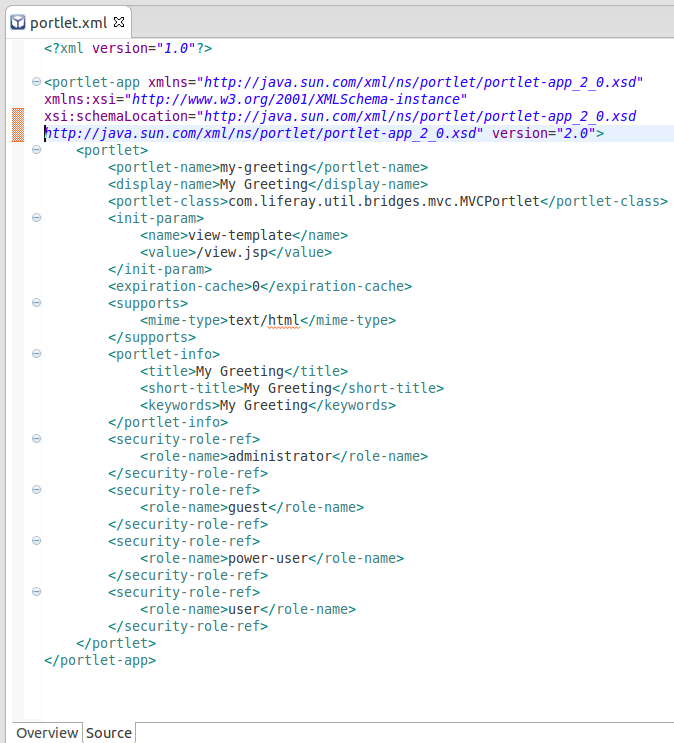 portlet.xml
<?xml version="1.0"?>
<portlet-app xmlns="http://java.sun.com/xml/ns/portlet/portlet-app_2_0.xsd"
xmlns:xsi="http://www.w3.org/2001/XMLSchema-instance"
xsi:schemaLocation="http://java.sun.com/xml/ns/portlet/portlet-app_2_0.xsd
http://java.sun.com/xml/ns/portlet/portlet-app_2_0.xsd" version="2.0">
    <portlet>
        <portlet-name>my-greeting</portlet-name>
        <display-name>My Greeting</display-name>
        <portlet-class>com.liferay.util.bridges.mvc.MVCPortlet</portlet-class>
        <init-param>
            <name>view-template</name>
            <value>/view.jsp</value>
        </init-param>
        <expiration-cache>0</expiration-cache>
        <supports>
            <mime-type>text/html</mime-type>
        </supports>
        <portlet-info>
            <title>My Greeting</title>
            <short-title>My Greeting</short-title>
            <keywords>My Greeting</keywords>
        </portlet-info>
        <security-role-ref>
            <role-name>administrator</role-name>
        </security-role-ref>
        <security-role-ref>
            <role-name>guest</role-name>
        </security-role-ref>
        <security-role-ref>
            <role-name>power-user</role-name>
        </security-role-ref>
        <security-role-ref>
            <role-name>user</role-name>
        </security-role-ref>
    </portlet>
</portlet-app>
Overview Source